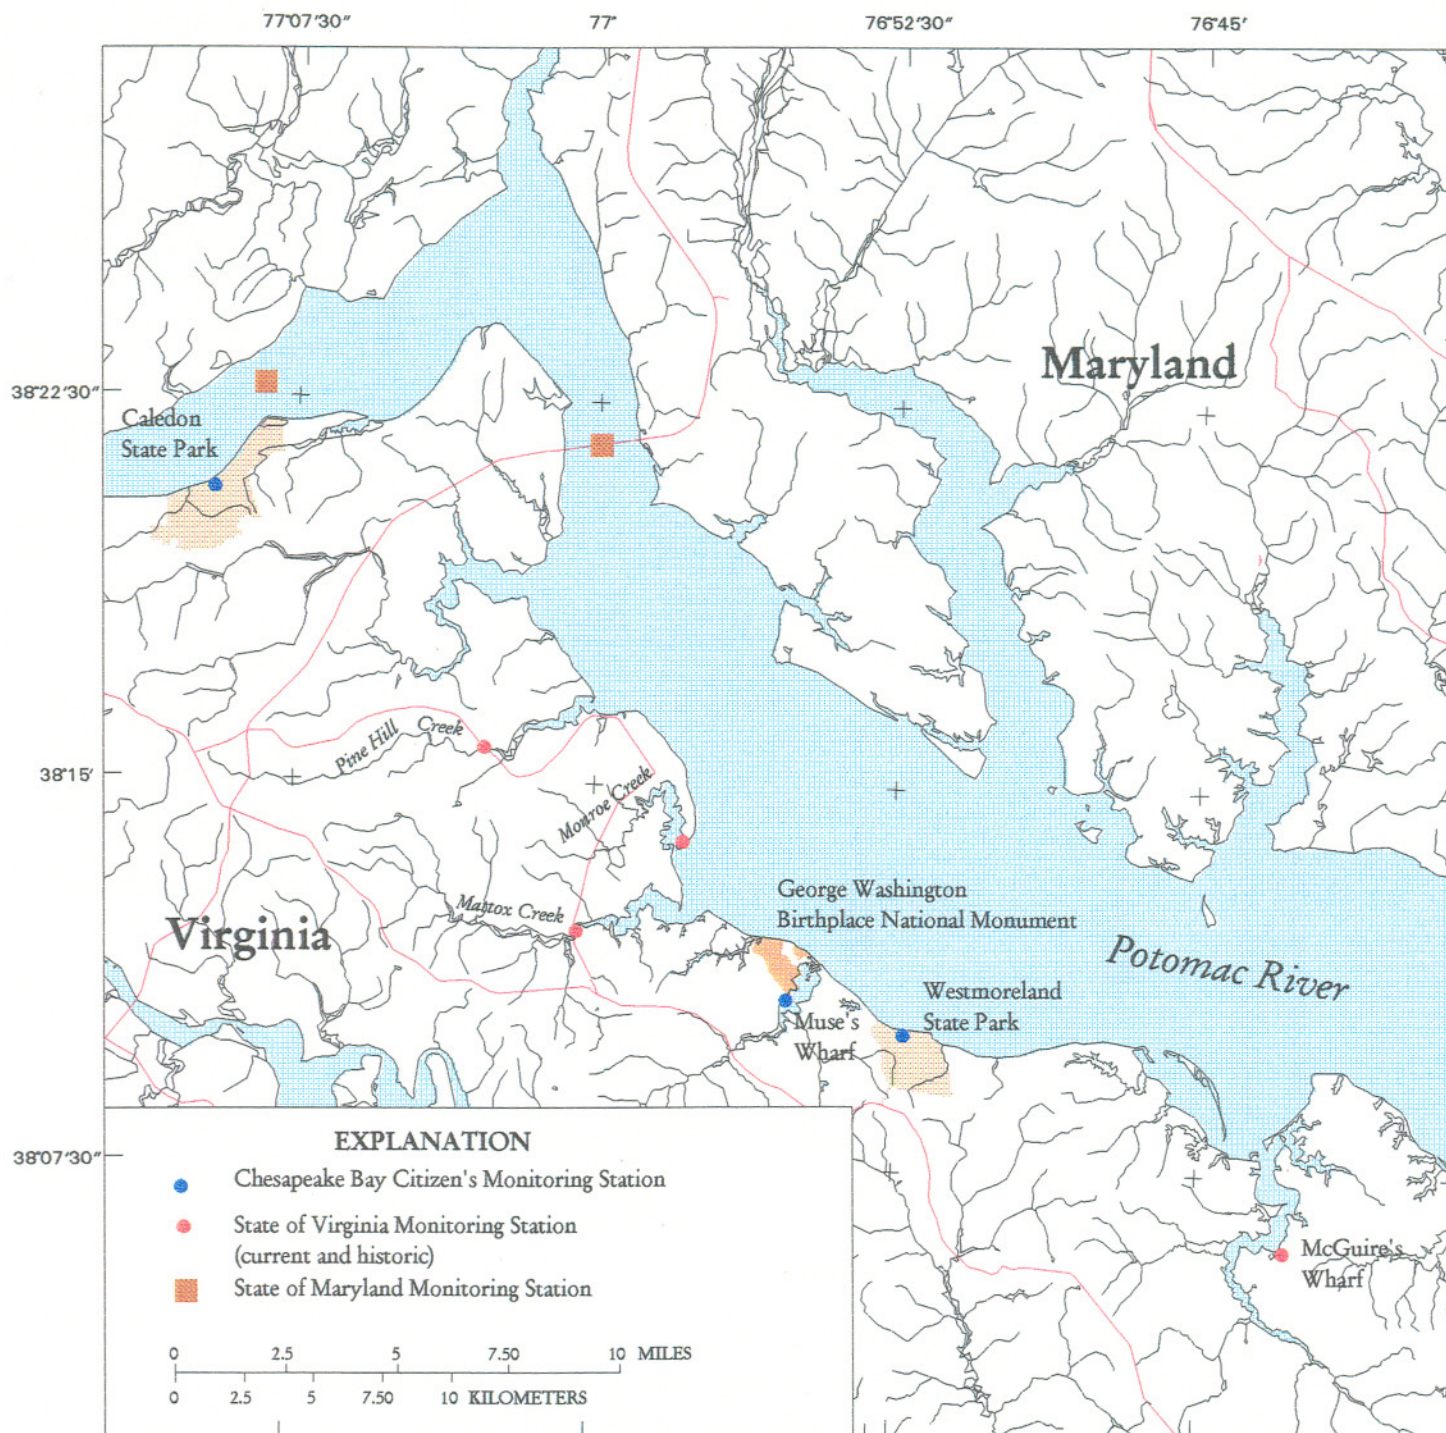 77°07'30" 77° 76°52'30" 76°45'
Maryland
38°22'30"
Caledon
State Park
Pine Hill Creek
38°15'
Monroe Creek
George Washington
Birthplace National Monument
Mattox Creek
Virginia
Potomac River
Westmoreland
State Park
Muse's
Wharf
38°07'30"
McGuire's
Wharf
EXPLANATION
Chesapeake Bay Citizen's Monitoring Station
State of Virginia Monitoring Station
(current and historic)
State of Maryland Monitoring Station
0 2.5 5 7.50 10 MILES
0 2.5 5 7.50 10 KILOMETERS